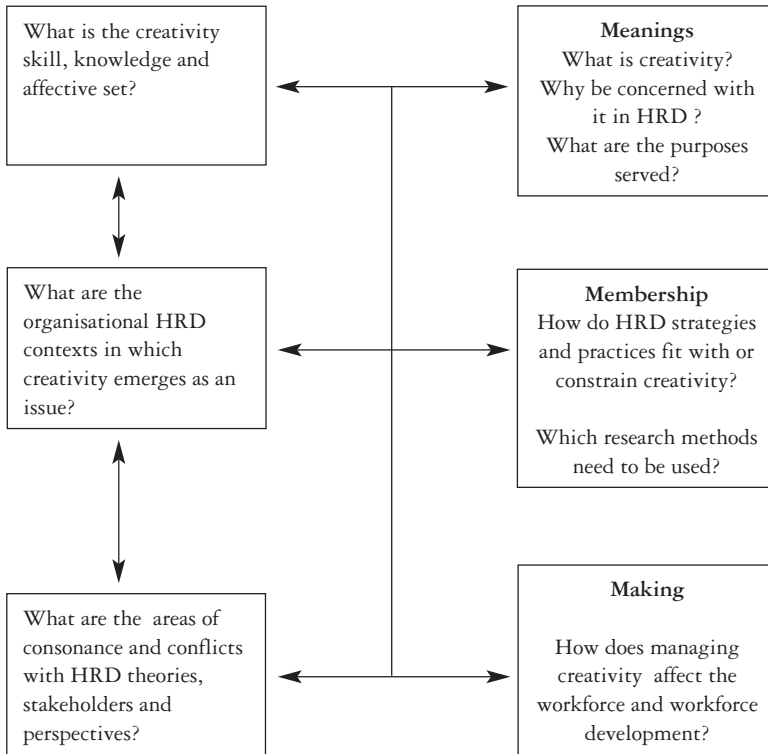 What is the creativity
skill, knowledge and
affective set?
Meanings
What is creativity?
Why be concerned with
it in HRD ?
What are the purposes
served?
What are the
organisational HRD
contexts in which
creativity emerges as an
issue?
Membership
How do HRD strategies
and practices fit with or
constrain creativity?
Which research methods
need to be used?
What are the areas of
consonance and conflicts
with HRD theories,
stakeholders and
perspectives?
Making
How does managing
creativity affect the
workforce and workforce
development?